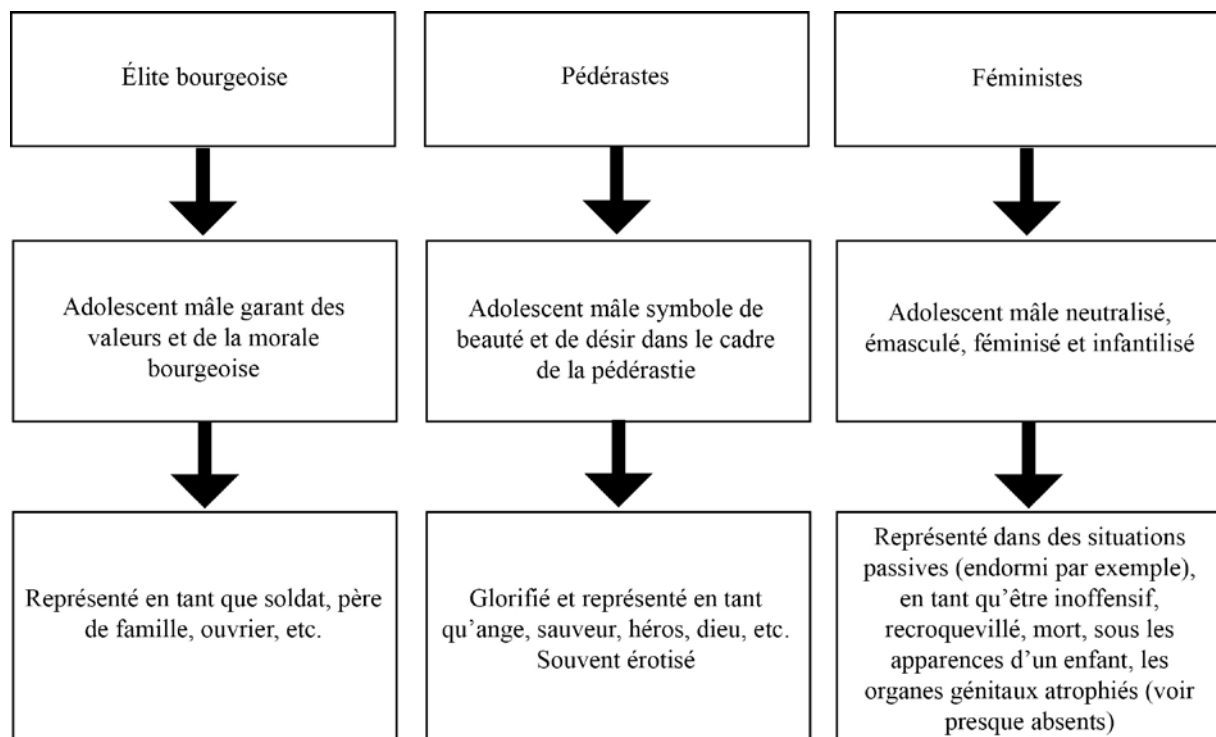 Élite bourgeoise
Pédérastes
Féministes
Adolescent mâle garant des
valeurs et de la morale
bourgeoise
Adolescent mâle symbole de
beauté et de désir dans le cadre
de la pédérastie
Adolescent mâle neutralisé,
émasculé, féminisé et infantilisé
Représenté en tant que soldat, père
de famille, ouvrier, etc.
Glorifié et représenté en tant
qu’ange, sauveur, héros, dieu, etc.
Souvent érotisé
Représenté dans des situations
passives (endormi par exemple),
en tant qu’être inoffensif,
recroquevillé, mort, sous les
apparences d’un enfant, les
organes génitaux atrophiés (voir
presque absents)